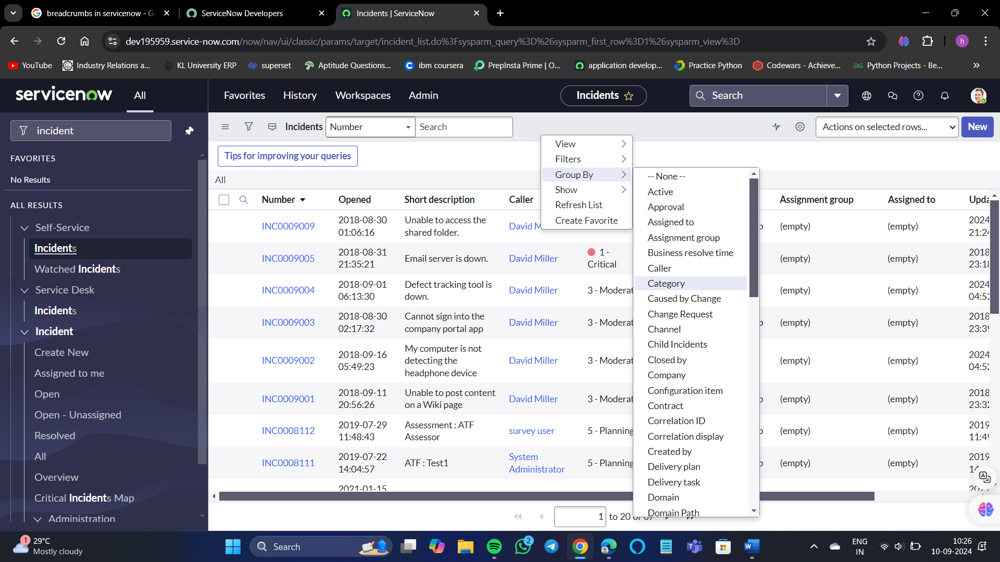 breadcrumbs in servicenow - G
ServiceNow Developers
Incidents | ServiceNow
dev195959.service-now.com/now/nav/ui/classic/params/target/incident_list.do%3Fsysparm_query%3D%26sysparm_first_row%3D1%26sysparm_view%3D
h
YouTube
Industry Relations a...
KL University ERP
superset
Aptitude Questions...
ibm coursera
PrepInsta Prime | O...
application develop...
Practice Python
Codewars - Achieve...
Python Projects - Be...
servicenow
All
Favorites
History
Workspaces
Admin
Incidents
Search
incident
FAVORITES
No Results
ALL RESULTS
Self-Service
Incidents
Watched Incidents
Service Desk
Incidents
Incident
Create New
Assigned to me
Open
Open - Unassigned
Resolved
All
Overview
Critical Incidents Map
Administration
Incidents
Number
Search
Actions on selected rows...
New
Tips for improving your queries
All
Number
Opened
Short description
Caller
Assignment group
Assigned to
Upda
INC0009009
2018-08-30
01:06:16
Unable to access the
shared folder.
David M
(empty)
(empty)
2024
21:24
INC0009005
2018-08-31
21:35:21
Email server is down.
David Miller
1 -
Critical
(empty)
(empty)
2018
23:18
INC0009004
2018-09-01
06:13:30
Defect tracking tool is
down.
David Miller
3 - Moderat
(empty)
(empty)
2024
04:52
INC0009003
2018-08-30
02:17:32
Cannot sign into the
company portal app
David Miller
3 - Moderat
(empty)
(empty)
2018
23:39
INC0009002
2018-09-16
05:49:23
My computer is not
detecting the
headphone device
David Miller
3 - Moderat
(empty)
(empty)
2024
04:52
INC0009001
2018-09-11
20:56:26
Unable to post content
on a Wiki page
David Miller
3 - Moderat
(empty)
(empty)
2018
23:32
INC0008112
2019-07-29
11:48:43
Assessment : ATF
Assessor
survey user
5 - Planning
(empty)
(empty)
2019
11:49
INC0008111
2019-07-22
14:04:57
ATF : Test1
System
Administrator
5 - Planning
(empty)
(empty)
2019
2021-01-15
View
Filters
Group By
Show
Refresh List
Create Favorite
-- None --
Active
Approval
Assigned to
Assignment group
Business resolve time
Caller
Category
Caused by Change
Change Request
Channel
Child Incidents
Closed by
Company
Configuration item
Contract
Correlation ID
Correlation display
Created by
Delivery plan
Delivery task
Domain
Domain Path
1 to 20
1
29°C
Mostly cloudy
Search
2
ENG
IN
10:26
10-09-2024